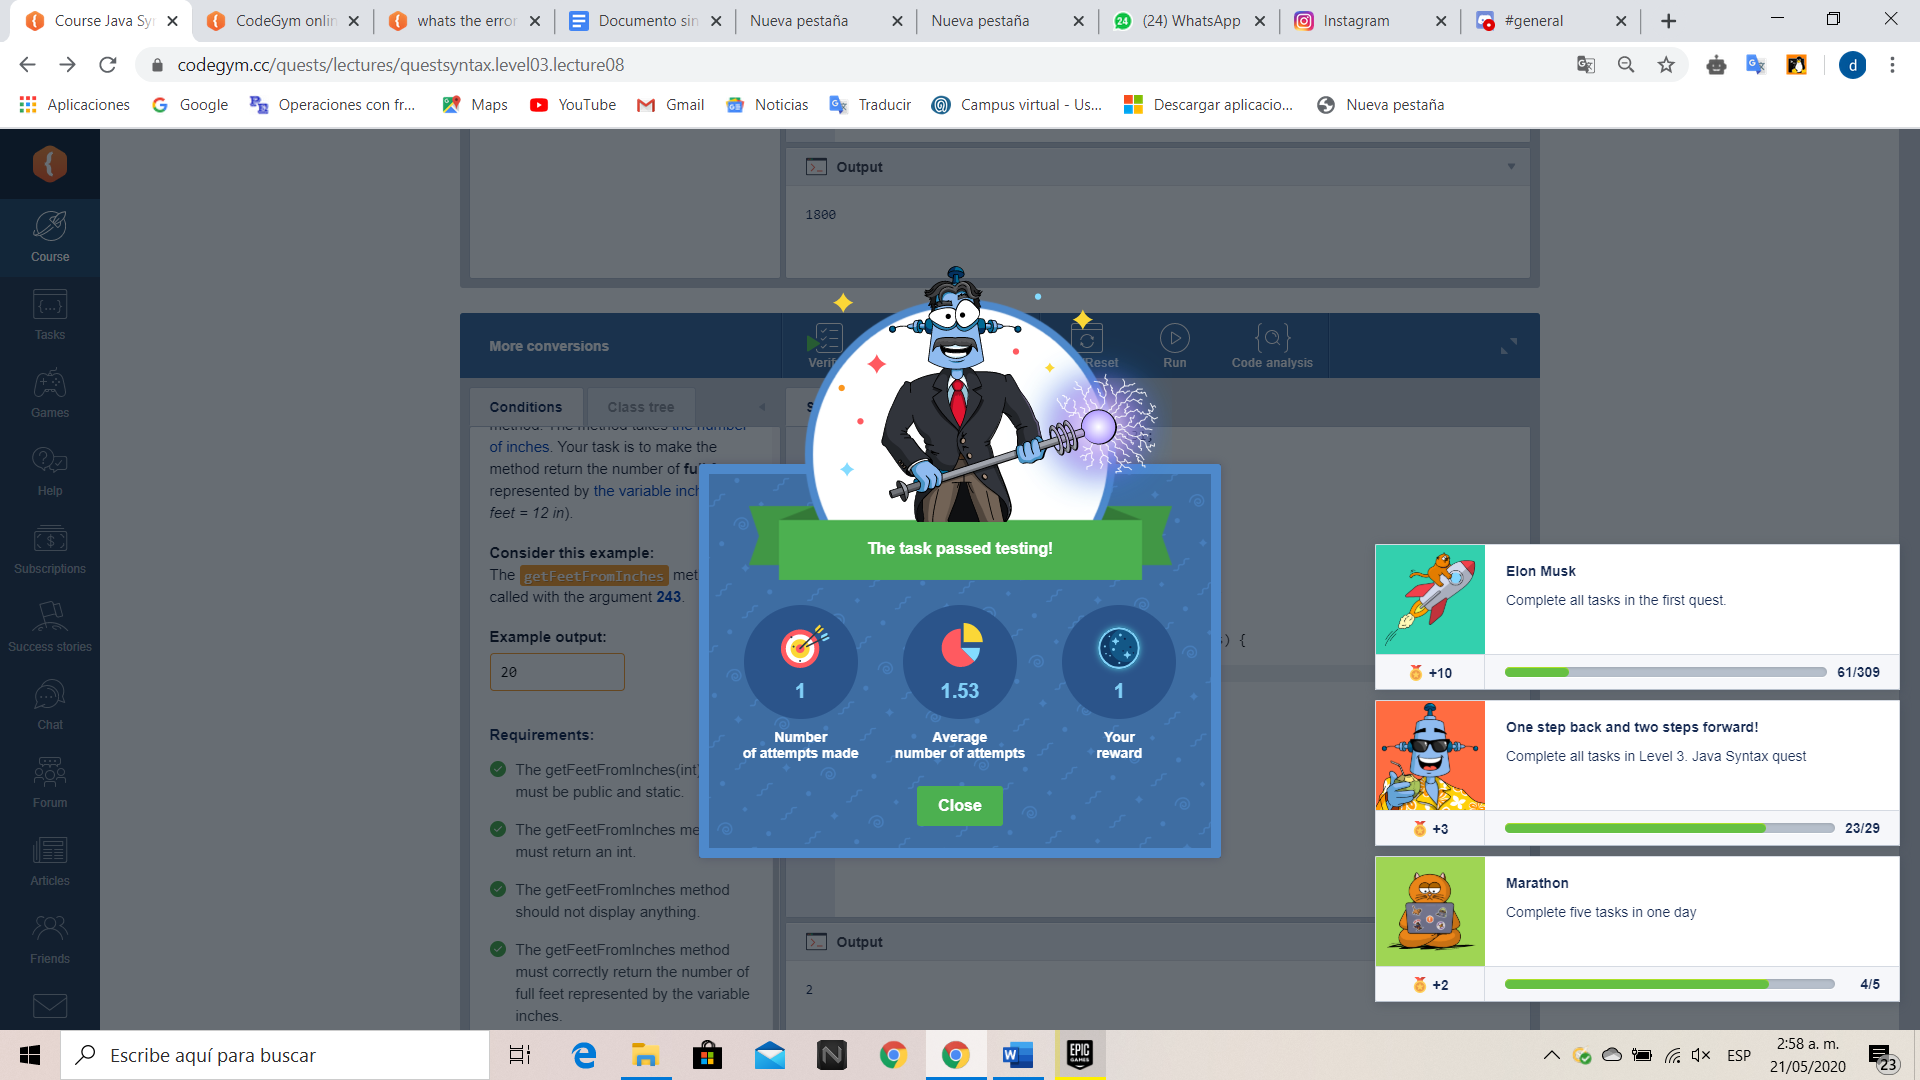 Course Java Sy
CodeGym onlin
whats the error
Documento sin
Nueva pestaña
Nueva pestaña
(24) WhatsApp
Instagram
#general
codegym.cc/quests/lectures/questsyntax.level03.lecture08
d
Aplicaciones
Google
Operaciones con fr...
Maps
YouTube
Gmail
Noticias
Traducir
Campus virtual - Us...
Descargar aplicacio...
Nueva pestaña
Course
Tasks
Games
Help
Subscriptions
Success stories
Chat
Forum
Articles
Friends
Output
1800
More conversions
Verif
Reset
Run
Code analysis
Conditions
Class tree
method. The method takes the number
of inches. Your task is to make the
method return the number of fu
represented by the variable inc
feet = 12 in).
Consider this example:
The getFeetFromInches met
called with the argument 243.
Example output:
20
Requirements:
The getFeetFromInches(int)
must be public and static.
The getFeetFromInches me
must return an int.
The getFeetFromInches method
should not display anything.
The getFeetFromInches method
must correctly return the number of
full feet represented by the variable
inches.
) {
Output
2
The task passed testing!
1
Number
of attempts made
1.53
Average
number of attempts
1
Your
reward
Close
Elon Musk
Complete all tasks in the first quest.
+10
61/309
One step back and two steps forward!
Complete all tasks in Level 3. Java Syntax quest
+3
23/29
Marathon
Complete five tasks in one day
+2
4/5
Escribe aquí para buscar
EPIC
GAMES
ESP
2:58 a. m.
21/05/2020
23